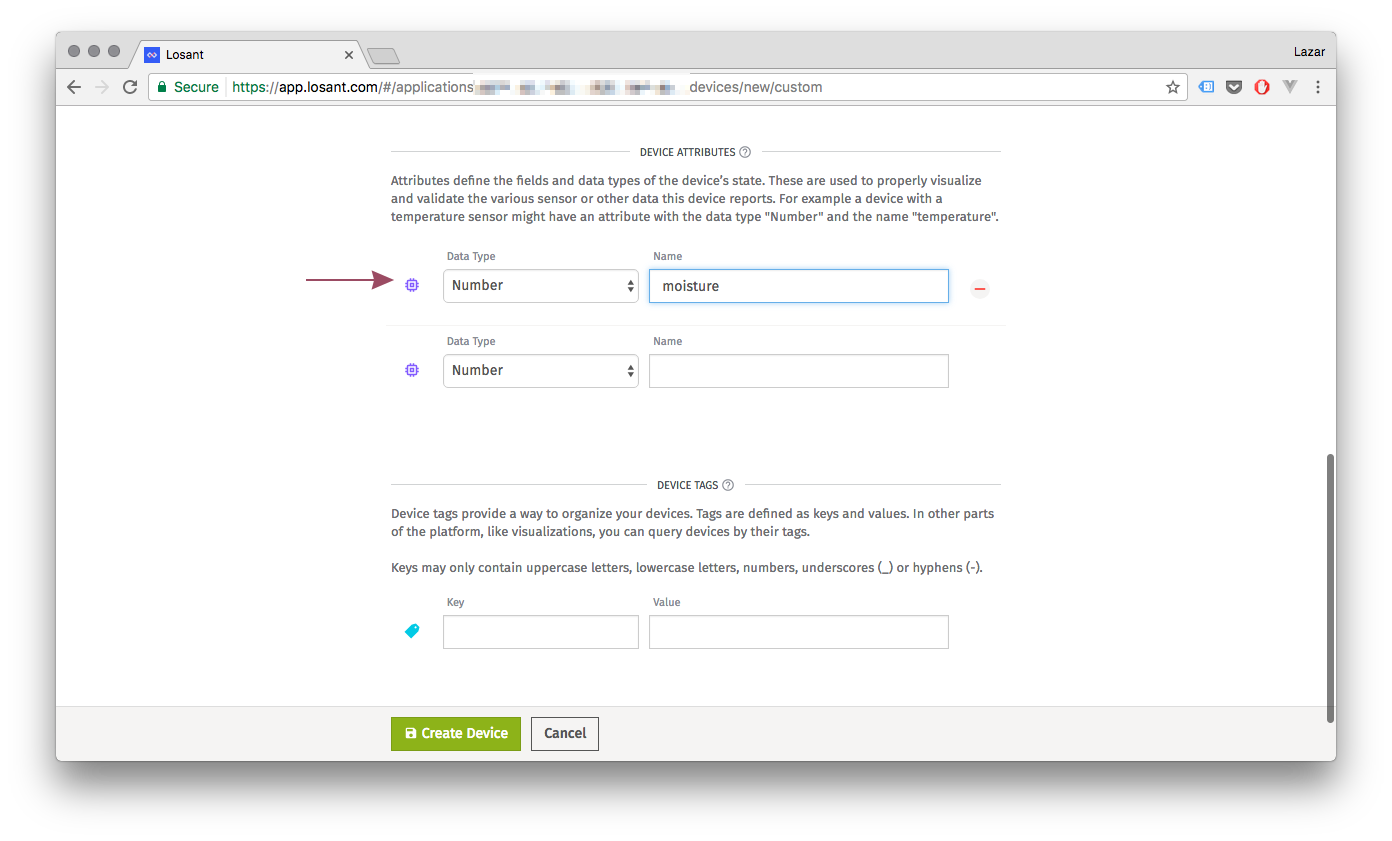 Losant
Lazar
Secure https://app.losant.com/#/applications devices/new/custom
DEVICE ATTRIBUTES
Attributes define the fields and data types of the device's state. These are used to properly visualize
and validate the various sensor or other data this device reports. For example a device with a
temperature sensor might have an attribute with the data type "Number" and the name "temperature".
Data Type Name
Number moisture
Data Type Name
Number
DEVICE TAGS
Device tags provide a way to organize your devices. Tags are defined as keys and values. In other parts
of the platform, like visualizations, you can query devices by their tags.
Keys may only contain uppercase letters, lowercase letters, numbers, underscores (_) or hyphens (-).
Key Value
Create Device Cancel